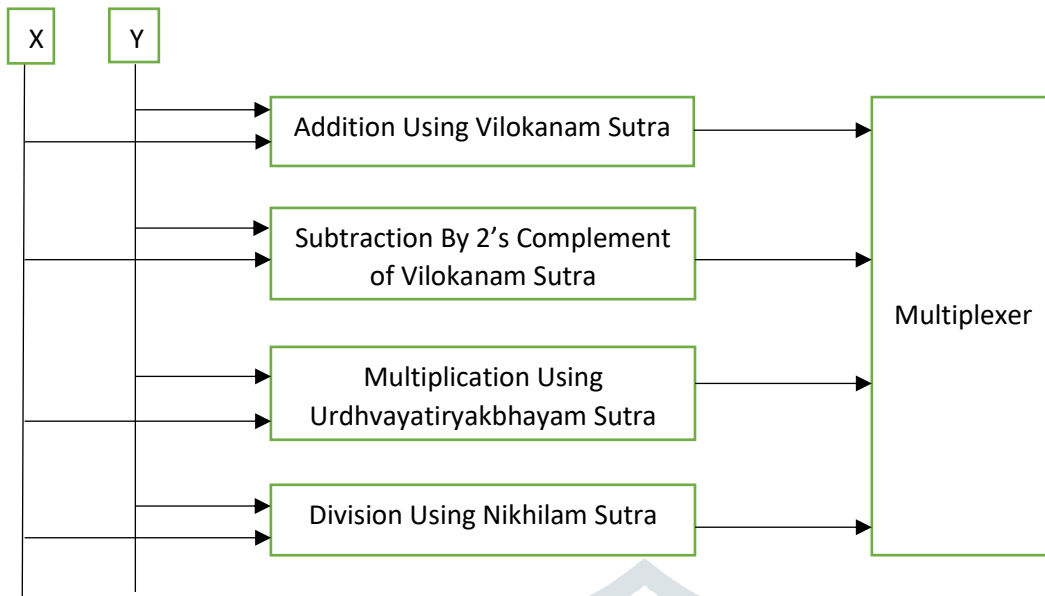 X
Y
Addition Using Vilokanam Sutra
Subtraction By 2’s Complement
of Vilokanam Sutra
Multiplication Using
Urdhvayatiryakbhayam Sutra
Division Using Nikhilam Sutra
Multiplexer